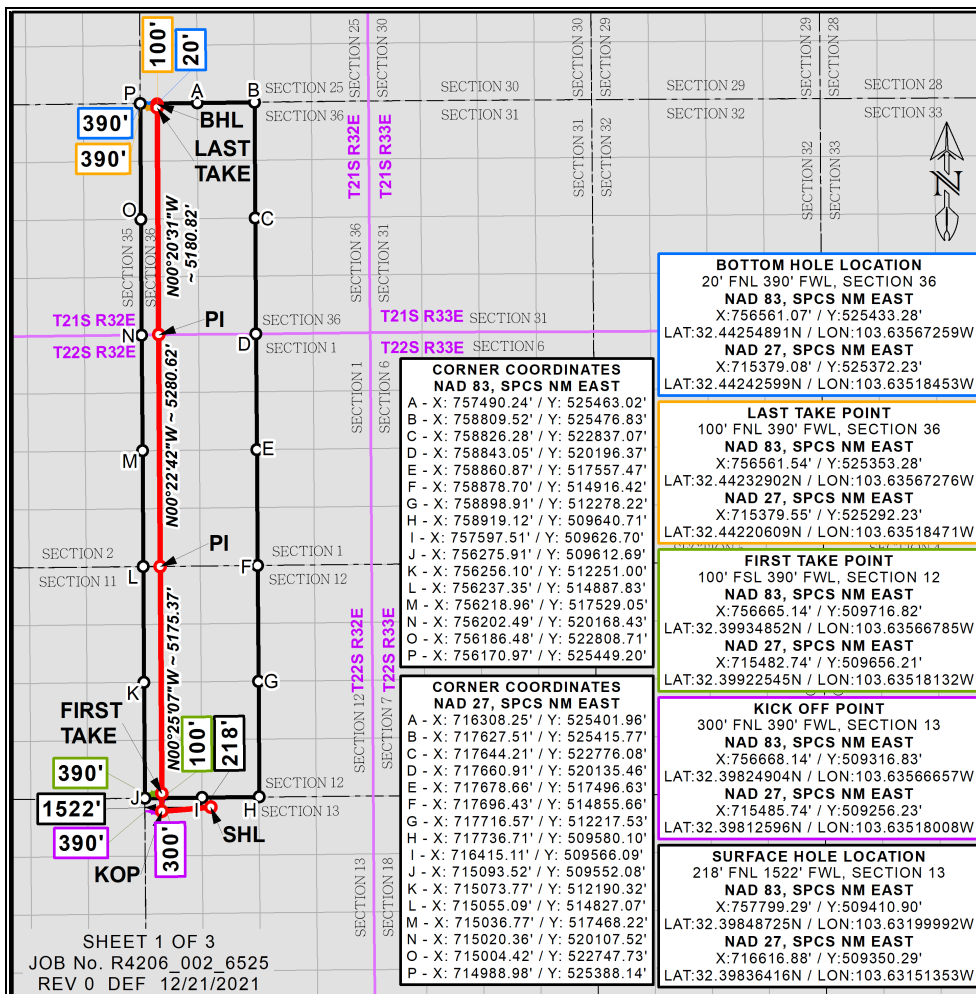 100'
20'
SECTION 25
SECTION 30
SECTION 30
SECTION 29
SECTION 29
SECTION 28
P
A
B
SECTION 25
SECTION 36
SECTION 30
SECTION 31
SECTION 29
SECTION 32
SECTION 28
SECTION 33
390'
BHL
LAST
TAKE
390'
T21S R32E
T21S R33E
SECTION 31
SECTION 32
SECTION 32
SECTION 33
N
O
C
SECTION 35
SECTION 36
N00°20'31"W
~ 5180.82'
SECTION 36
SECTION 31
T21S R32E
T22S R32E
N
PI
SECTION 36
SECTION 1
D
T21S R33E
SECTION 31
T22S R33E
SECTION 6
N00°22'42"W ~ 5280.62'
SECTION 1
SECTION 6
M
E
SECTION 2
SECTION 11
L
PI
SECTION 1
SECTION 12
F
T22S R32E
T22S R33E
N00°25'07"W ~ 5175.37'
K
G
FIRST
TAKE
100'
218'
SECTION 12
SECTION 7
390'
1522'
390'
J
I
H
SECTION 12
SECTION 13
SHL
KOP
300'
SECTION 13
SECTION 18
SHEET 1 OF 3
JOB No. R4206_002_6525
REV 0 DEF 12/21/2021
CORNER COORDINATES
NAD 83, SPCS NM EAST
A - X: 757490.24' / Y: 525463.02'
B - X: 758809.52' / Y: 525476.83'
C - X: 758826.28' / Y: 522837.07'
D - X: 758843.05' / Y: 520196.37'
E - X: 758860.87' / Y: 517557.47'
F - X: 758878.70' / Y: 514916.42'
G - X: 758898.91' / Y: 512278.22'
H - X: 758919.12' / Y: 509640.71'
I - X: 757597.51' / Y: 509626.70'
J - X: 756275.91' / Y: 509612.69'
K - X: 756256.10' / Y: 512251.00'
L - X: 756237.35' / Y: 514887.83'
M - X: 756218.96' / Y: 517529.05'
N - X: 756202.49' / Y: 520168.43'
O - X: 756186.48' / Y: 522808.71'
P - X: 756170.97' / Y: 525449.20'
CORNER COORDINATES
NAD 27, SPCS NM EAST
A - X: 716308.25' / Y: 525401.96'
B - X: 717627.51' / Y: 525415.77'
C - X: 717644.21' / Y: 522776.08'
D - X: 717660.91' / Y: 520135.46'
E - X: 717678.66' / Y: 517496.63'
F - X: 717696.43' / Y: 514855.66'
G - X: 717716.57' / Y: 512217.53'
H - X: 717736.71' / Y: 509580.10'
I - X: 716415.11' / Y: 509566.09'
J - X: 715093.52' / Y: 509552.08'
K - X: 715073.77' / Y: 512190.32'
L - X: 715055.09' / Y: 514827.07'
M - X: 715036.77' / Y: 517468.22'
N - X: 715020.36' / Y: 520107.52'
O - X: 715004.42' / Y: 522747.73'
P - X: 714988.98' / Y: 525388.14'
BOTTOM HOLE LOCATION
20' FNL 390' FWL, SECTION 36
NAD 83, SPCS NM EAST
X:756561.07' / Y:525433.28'
LAT:32.44254891N / LON:103.63567259W
NAD 27, SPCS NM EAST
X:715379.08' / Y:525372.23'
LAT:32.44242599N / LON:103.63518453W
LAST TAKE POINT
100' FNL 390' FWL, SECTION 36
NAD 83, SPCS NM EAST
X:756561.54' / Y:525353.28'
LAT:32.44232902N / LON:103.63567276W
NAD 27, SPCS NM EAST
X:715379.55' / Y:525292.23'
LAT:32.44220609N / LON:103.63518471W
FIRST TAKE POINT
100' FSL 390' FWL, SECTION 12
NAD 83, SPCS NM EAST
X:756665.14' / Y:509716.82'
LAT:32.39934852N / LON:103.63566785W
NAD 27, SPCS NM EAST
X:715482.74' / Y:509656.21'
LAT:32.39922545N / LON:103.63518132W
KICK OFF POINT
300' FNL 390' FWL, SECTION 13
NAD 83, SPCS NM EAST
X:756668.14' / Y:509316.83'
LAT:32.39824904N / LON:103.63566657W
NAD 27, SPCS NM EAST
X:715485.74' / Y:509256.23'
LAT:32.39812596N / LON:103.63518008W
SURFACE HOLE LOCATION
218' FNL 1522' FWL, SECTION 13
NAD 83, SPCS NM EAST
X:757799.29' / Y:509410.90'
LAT:32.39848725N / LON:103.63199992W
NAD 27, SPCS NM EAST
X:716616.88' / Y:509350.29'
LAT:32.39836416N / LON:103.63151353W